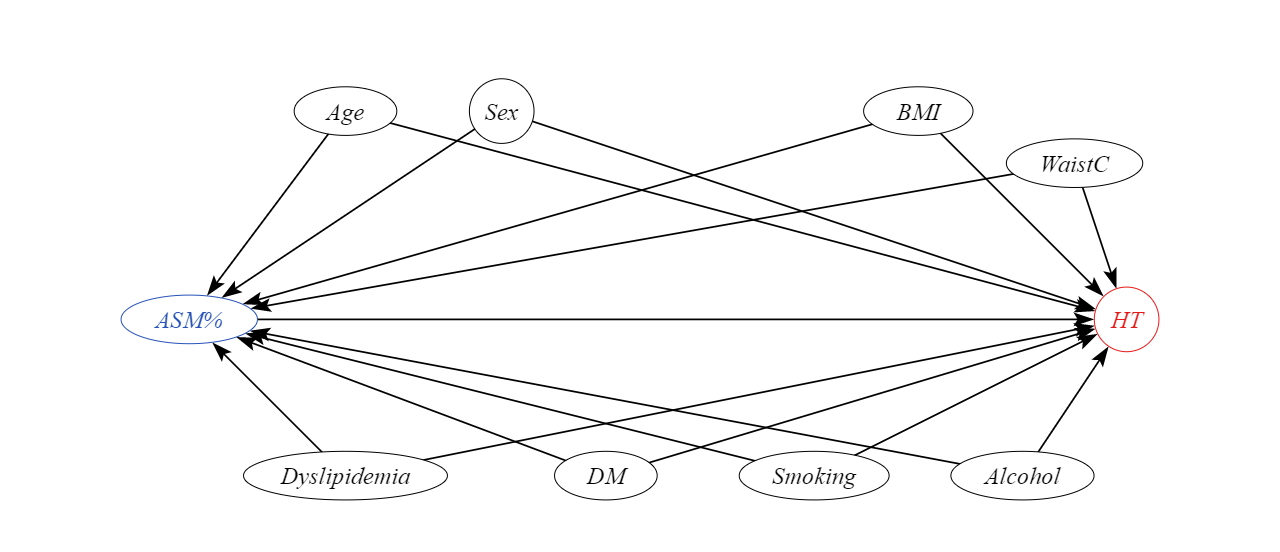 Age
Sex
BMI
WaistC
ASM%
HT
Dyslipidemia
DM
Smoking
Alcohol